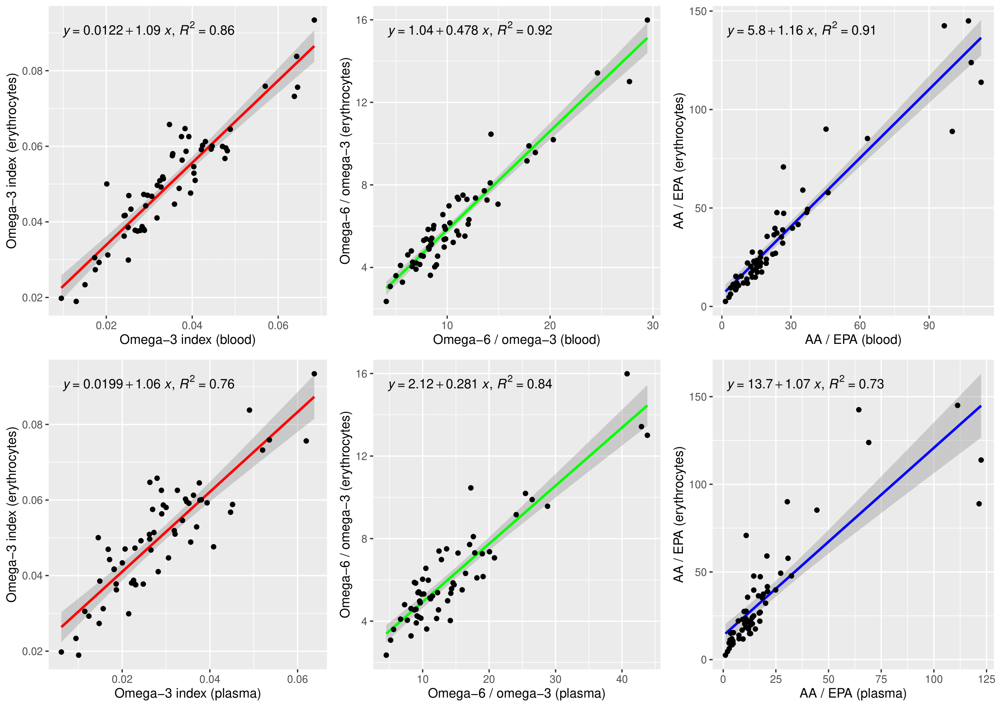 y = 0.0122 + 1.09 x, R² = 0.86
Omega−3 index (erythrocytes)
0.08
0.06
0.04
0.02
0.02 0.04 0.06
Omega−3 index (blood)
y = 1.04 + 0.478 x, R² = 0.92
Omega−6 / omega−3 (erythrocytes)
16
12
8
4
10 20 30
Omega−6 / omega−3 (blood)
y = 5.8 + 1.16 x, R² = 0.91
AA / EPA (erythrocytes)
150
100
50
0
0 30 60 90
AA / EPA (blood)
y = 0.0199 + 1.06 x, R² = 0.76
Omega−3 index (erythrocytes)
0.08
0.06
0.04
0.02
0.02 0.04 0.06
Omega−3 index (plasma)
y = 2.12 + 0.281 x, R² = 0.84
Omega−6 / omega−3 (erythrocytes)
16
12
8
4
10 20 30 40
Omega−6 / omega−3 (plasma)
y = 13.7 + 1.07 x, R² = 0.73
AA / EPA (erythrocytes)
150
100
50
0
0 25 50 75 100 125
AA / EPA (plasma)